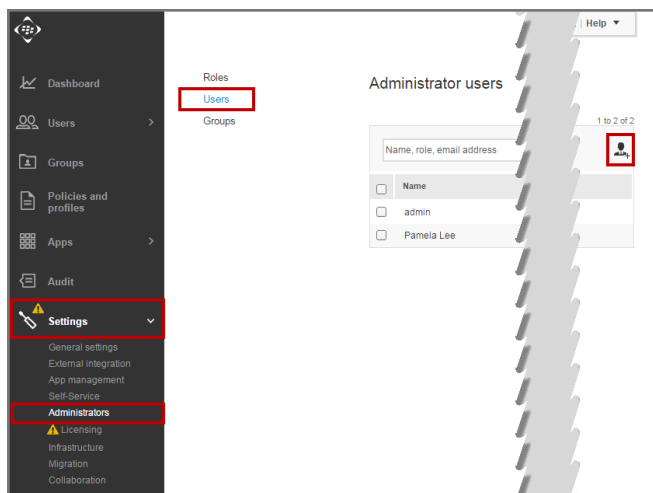 Help
Dashboard
Users
Groups
Policies and
profiles
Apps
Audit
Settings
General settings
External integration
App management
Self-Service
Administrators
Licensing
Infrastructure
Migration
Collaboration
Roles
Users
Groups
Administrator users
1 to 2 of 2
Name, role, email address
Name
admin
Pamela Lee